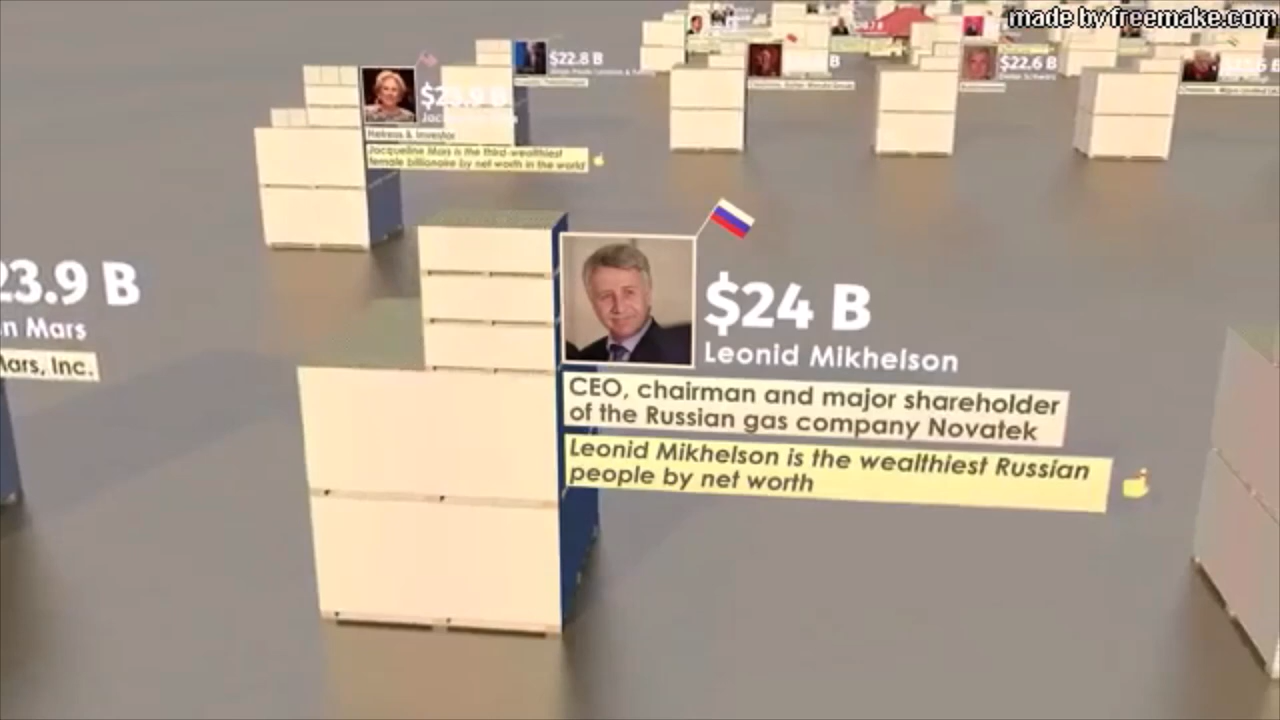 made by freemake.com
$22.8 B
$22.6 B
$23.9 B
Heiress & Investor
Jacqueline Mars is the third-wealthiest
female billionaire by net worth in the world
23.9 B
n Mars
Mars, Inc.
$24 B
Leonid Mikhelson
CEO, chairman and major shareholder
of the Russian gas company Novatek
Leonid Mikhelson is the wealthiest Russian
people by net worth